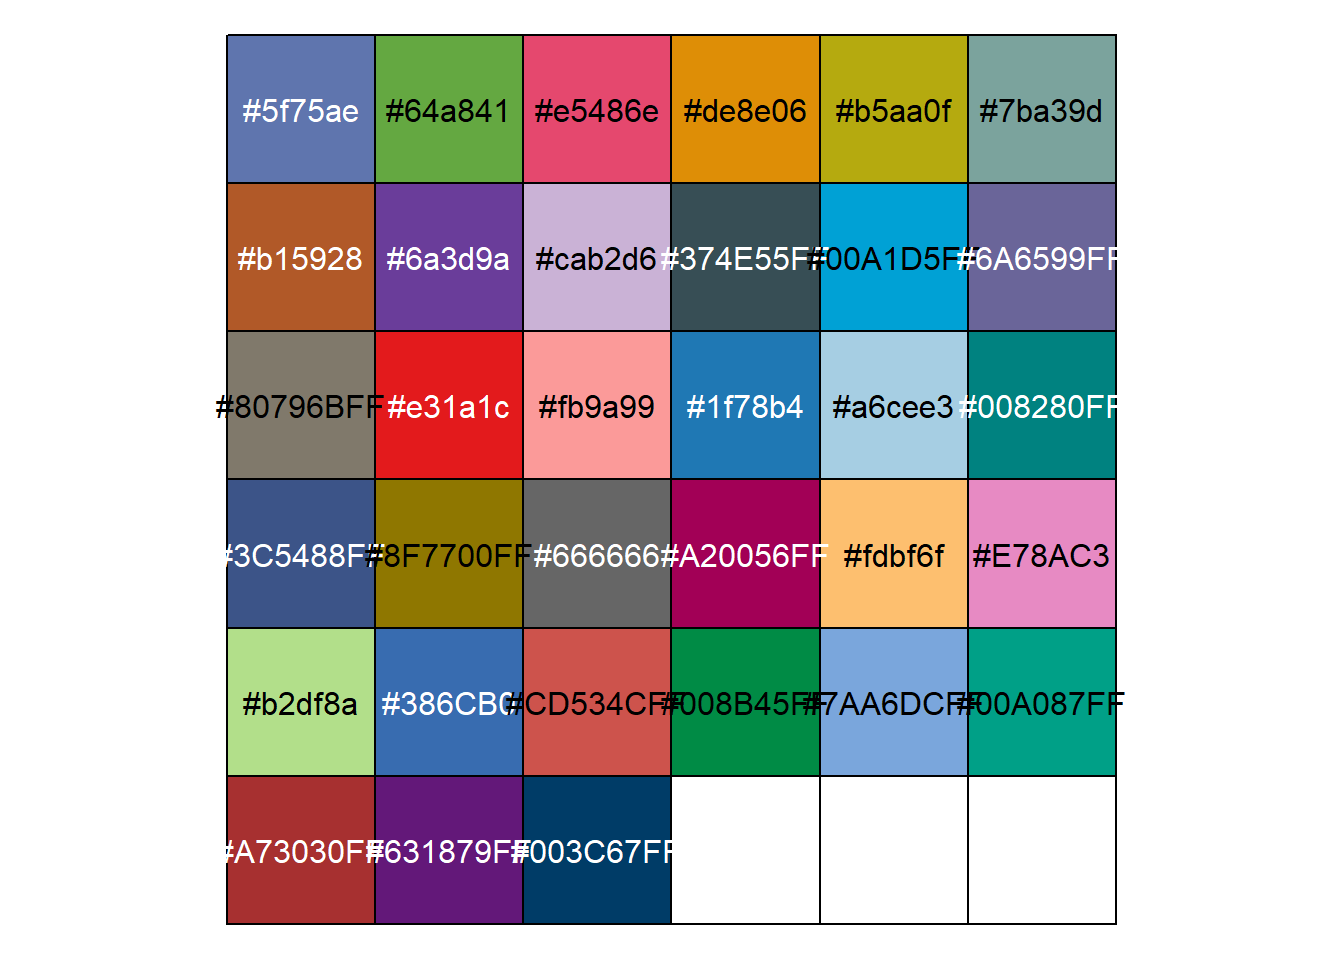 #5f75ae #64a841 #e5486e #de8e06 #b5aa0f #7ba39d
#b15928 #6a3d9a #cab2d6 #374E55FF #00A1D5FF #6A6599FF
#80796BFF #e31a1c #fb9a99 #1f78b4 #a6cee3 #008280FF
#3C5488FF #8F7700FF #666666 #A20056FF #fdbf6f #E78AC3
#b2df8a #386CB0 #CD534CFF #008B45FF #7AA6DCFF #00A087FF
#A73030FF #631879FF #003C67FF